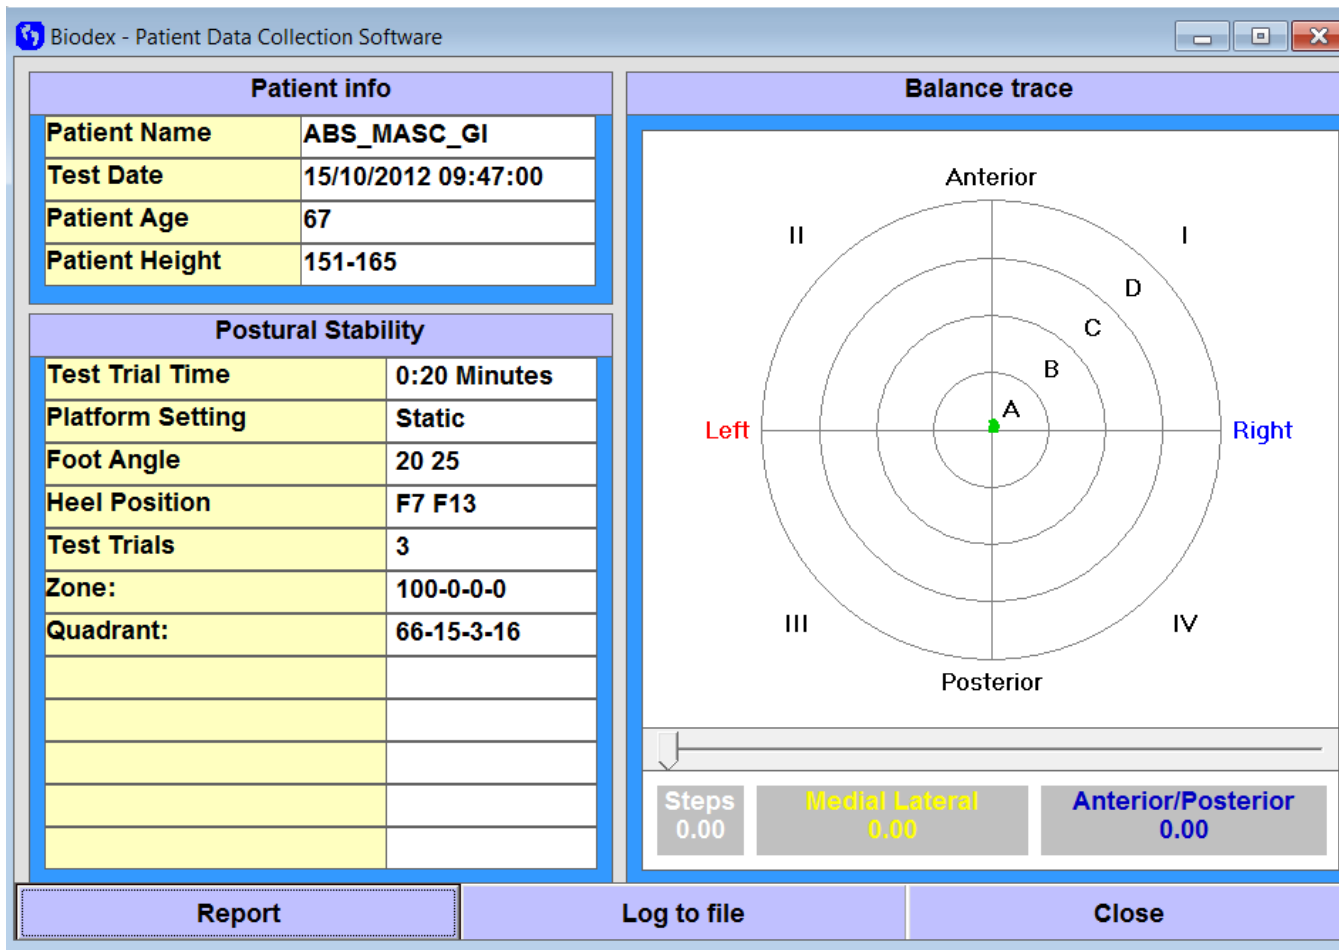 Biodex - Patient Data Collection Software
Patient info
Patient Name ABS_MASC_GI
Test Date 15/10/2012 09:47:00
Patient Age 67
Patient Height 151-165
Postural Stability
Test Trial Time 0:20 Minutes
Platform Setting Static
Foot Angle 20 25
Heel Position F7 F13
Test Trials 3
Zone: 100-0-0-0
Quadrant: 66-15-3-16
Balance trace
Anterior
II I
D
C
B
A
Left Right
III IV
Posterior
Steps Medial Lateral Anterior/Posterior
0.00 0.00 0.00
Report Log to file Close